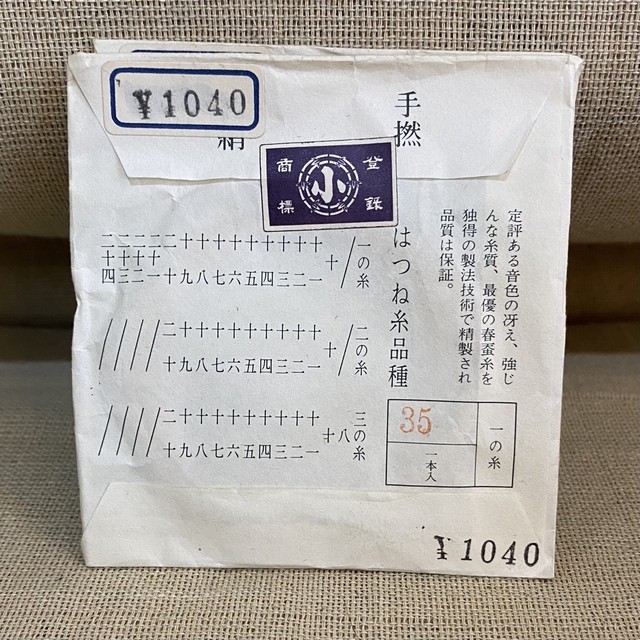 ¥1040
手撚
絹
登録
商標
小
定評ある音色の冴え、強じ
んな糸質、最優の春蚕糸を
独得の製法技術で精製され
品質は保証。
はつね糸品種
一の糸
/
十
十一
十二
十三
十四
十五
十六
十七
十八
十九
二十
二十一
二十二
二十三
二十四
二の糸
/
十
十一
十二
十三
十四
十五
十六
十七
十八
十九
二十
/
/
/
/
三の糸
八
十
十一
十二
十三
十四
十五
十六
十七
十八
十九
二十
/
/
/
/
一の糸
35
一本入
¥1040